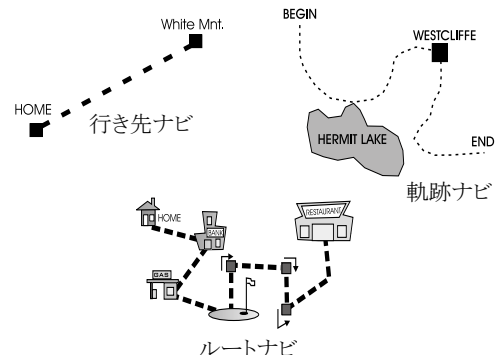 White Mnt.
HOME
行き先ナビ
BEGIN
WESTCLIFFE
HERMIT LAKE
END
軌跡ナビ
HOME
BANK
RESTAURANT
GAS
ルートナビ